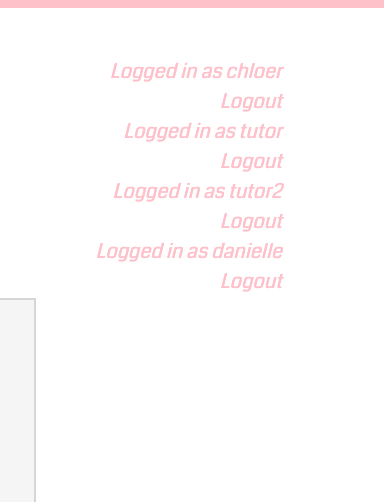 Logged in as chloer
Logout
Logged in as tutor
Logout
Logged in as tutor2
Logout
Logged in as danielle
Logout